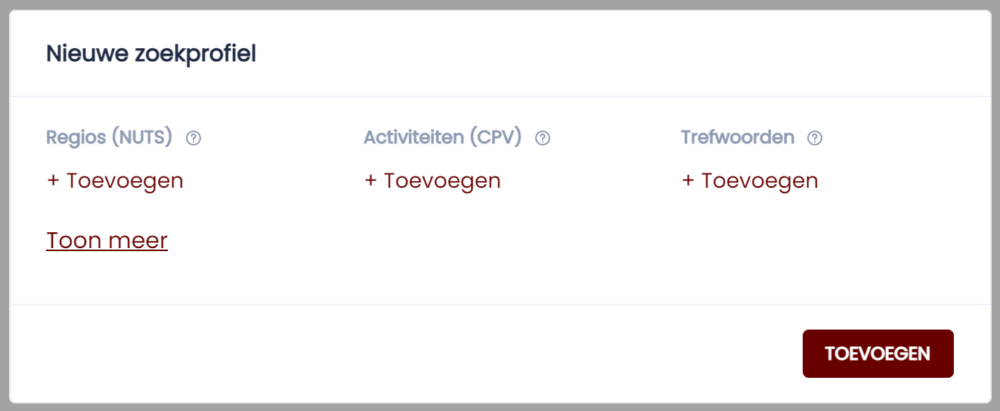 Nieuwe zoekprofiel
Regios (NUTS) Activiteiten (CPV) Trefwoorden
+ Toevoegen + Toevoegen + Toevoegen
Toon meer
TOEVOEGEN